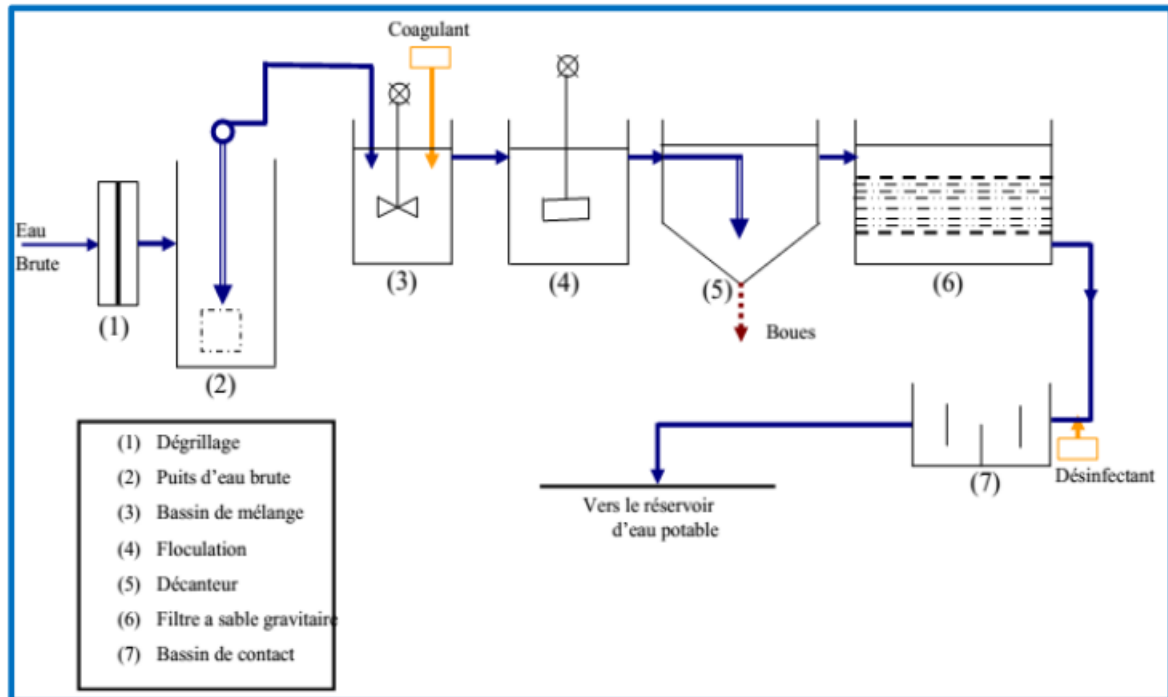 Coagulant
Eau
Brute
(1)
(2)
(3)
(4)
(5)
(6)
Boues
(7)
Désinfectant
Vers le réservoir
d'eau potable
(1) Dégrillage
(2) Puits d'eau brute
(3) Bassin de mélange
(4) Floculation
(5) Décanteur
(6) Filtre a sable gravitaire
(7) Bassin de contact